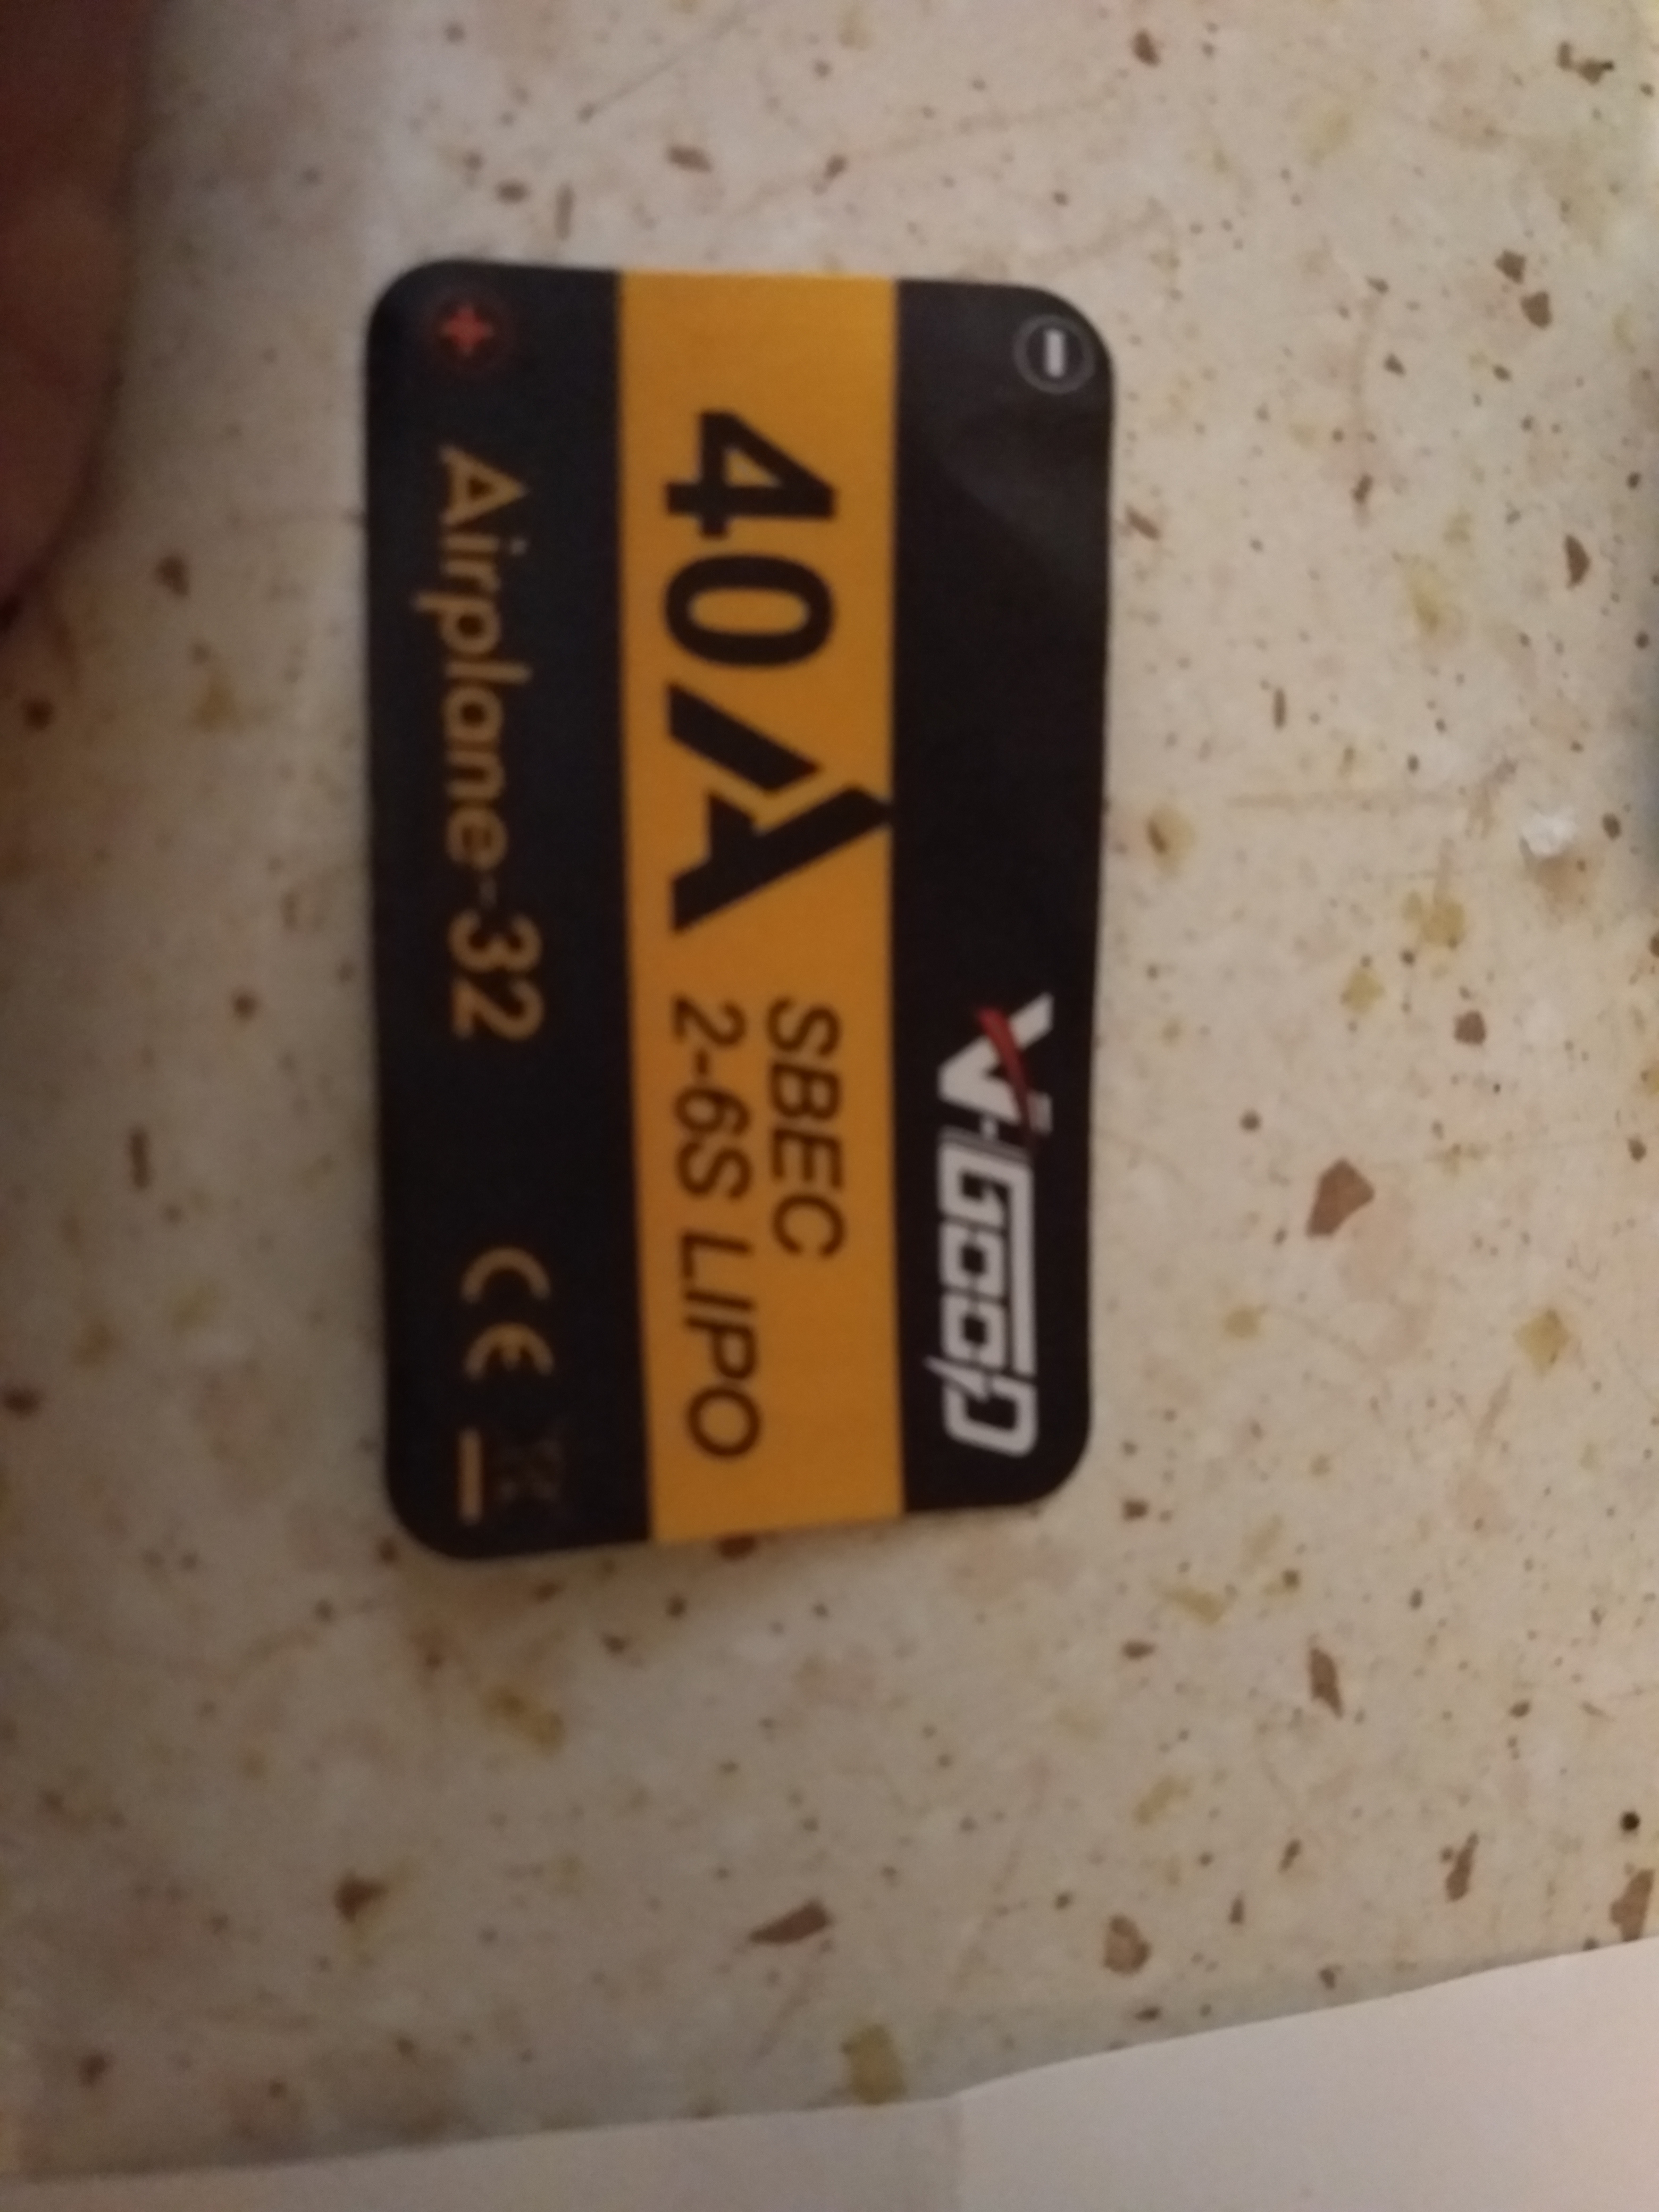 V-GOOD
40A
SBEC
2-6S LIPO
Airplane-32
CE